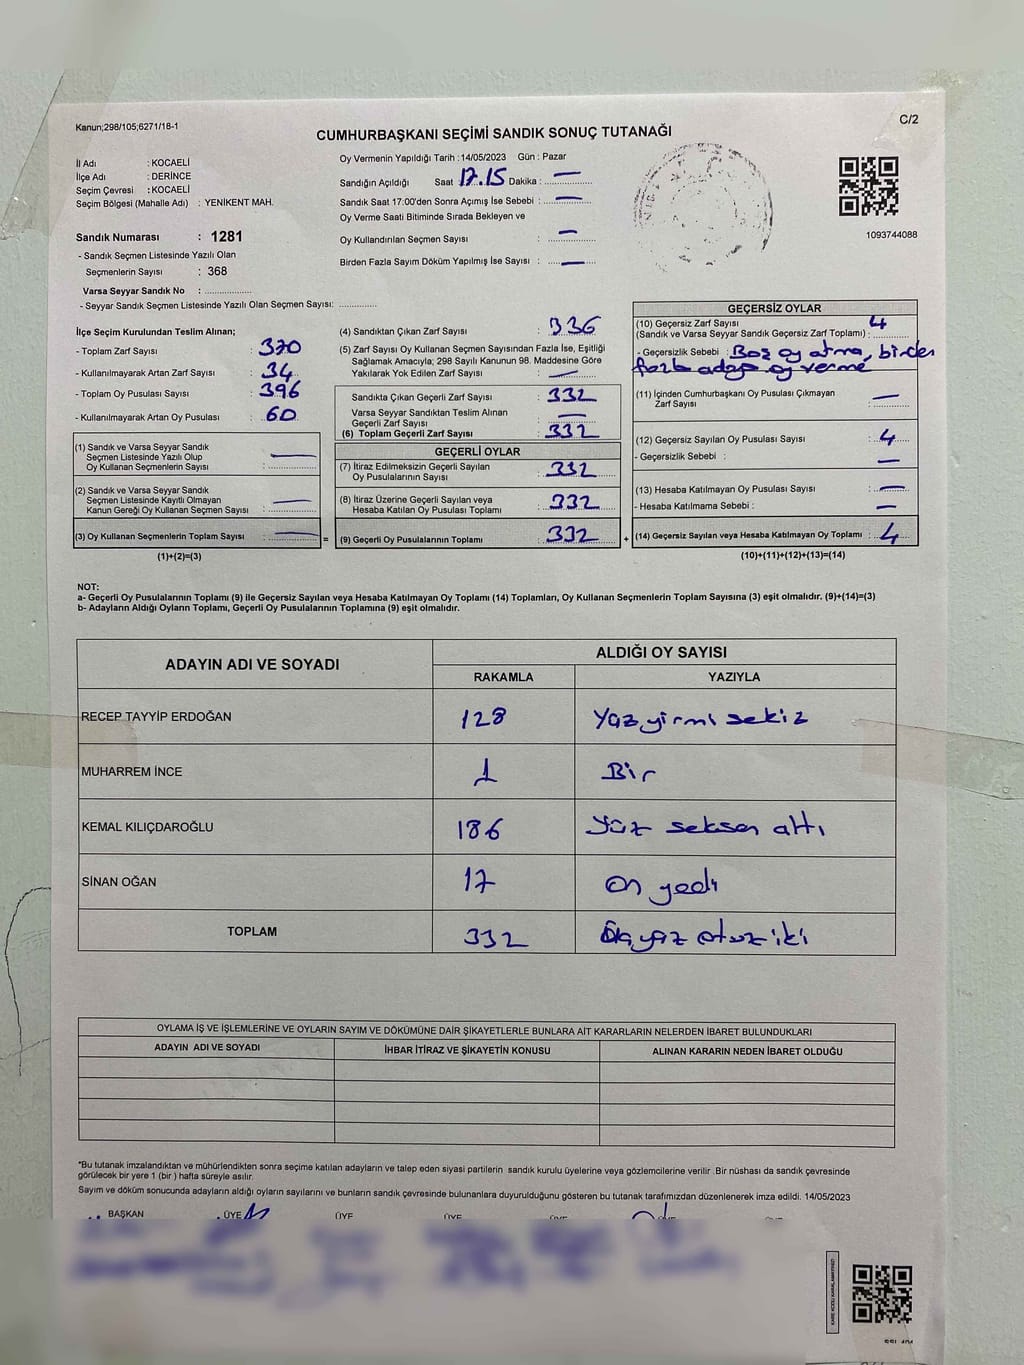 Kanun;298/105;6271/18-1
C/2
CUMHURBAŞKANI SEÇİMİ SANDIK SONUÇ TUTANAĞI
İl Adı : KOCAELİ
İlçe Adı : DERİNCE
Seçim Çevresi : KOCAELİ
Seçim Bölgesi (Mahalle Adı) : YENİKENT MAH.
Sandık Numarası : 1281
- Sandık Seçmen Listesinde Yazılı Olan
Seçmenlerin Sayısı : 368
Varsa Seyyar Sandık No : ....................
- Seyyar Sandık Seçmen Listesinde Yazılı Olan Seçmen Sayısı: ................
Oy Vermenin Yapıldığı Tarih : 14/05/2023 Gün : Pazar
Sandığın Açıldığı Saat 17.15 Dakika : —
Sandık Saat 17:00'den Sonra Açımış İse Sebebi : —
Oy Verme Saati Bitiminde Sırada Bekleyen ve
Oy Kullandırılan Seçmen Sayısı : —
Birden Fazla Sayım Döküm Yapılmış İse Sayısı : —
1093744088
İlçe Seçim Kurulundan Teslim Alınan;
- Toplam Zarf Sayısı : 370
- Kullanılmayarak Artan Zarf Sayısı : 34
- Toplam Oy Pusulası Sayısı : 396
- Kullanılmayarak Artan Oy Pusulası : 60
(1) Sandık ve Varsa Seyyar Sandık
Seçmen Listesinde Yazılı Olup
Oy Kullanan Seçmenlerin Sayısı : —
(2) Sandık ve Varsa Seyyar Sandık
Seçmen Listesinde Kayıtlı Olmayan
Kanun Gereği Oy Kullanan Seçmen Sayısı : —
(3) Oy Kullanan Seçmenlerin Toplam Sayısı : — =
(1)+(2)=(3)
(4) Sandıktan Çıkan Zarf Sayısı : 336
(5) Zarf Sayısı Oy Kullanan Seçmen Sayısından Fazla İse, Eşitliği
Sağlamak Amacıyla; 298 Sayılı Kanunun 98. Maddesine Göre
Yakılarak Yok Edilen Zarf Sayısı : —
Sandıkta Çıkan Geçerli Zarf Sayısı : 332
Varsa Seyyar Sandıktan Teslim Alınan
Geçerli Zarf Sayısı : —
(6) Toplam Geçerli Zarf Sayısı : 332
GEÇERLİ OYLAR
(7) İtiraz Edilmeksizin Geçerli Sayılan
Oy Pusulalarının Sayısı : 332
(8) İtiraz Üzerine Geçerli Sayılan veya
Hesaba Katılan Oy Pusulası Toplamı : 332
(9) Geçerli Oy Pusulalarının Toplamı : 332 +
GEÇERSİZ OYLAR
(10) Geçersiz Zarf Sayısı 4
(Sandık ve Varsa Seyyar Sandık Geçersiz Zarf Toplamı) :
- Geçersizlik Sebebi : Boş oy atma, birden
fazla adaya oy verme
(11) İçinden Cumhurbaşkanı Oy Pusulası Çıkmayan
Zarf Sayısı : —
(12) Geçersiz Sayılan Oy Pusulası Sayısı : 4
- Geçersizlik Sebebi : —
(13) Hesaba Katılmayan Oy Pusulası Sayısı : —
- Hesaba Katılmama Sebebi : —
(14) Geçersiz Sayılan veya Hesaba Katılmayan Oy Toplamı : 4
(10)+(11)+(12)+(13)=(14)
NOT:
a- Geçerli Oy Pusulalarının Toplamı (9) ile Geçersiz Sayılan veya Hesaba Katılmayan Oy Toplamı (14) Toplamları, Oy Kullanan Seçmenlerin Toplam Sayısına (3) eşit olmalıdır. (9)+(14)=(3)
b- Adayların Aldığı Oyların Toplamı, Geçerli Oy Pusulalarının Toplamına (9) eşit olmalıdır.
ADAYIN ADI VE SOYADI ALDIĞI OY SAYISI
RAKAMLA YAZIYLA
RECEP TAYYİP ERDOĞAN 128 Yüz yirmi sekiz
MUHARREM İNCE 1 Bir
KEMAL KILIÇDAROĞLU 186 Yüz seksen altı
SİNAN OĞAN 17 On yedi
TOPLAM 332 Üç yüz otuz iki
OYLAMA İŞ VE İŞLEMLERİNE VE OYLARIN SAYIM VE DÖKÜMÜNE DAİR ŞİKAYETLERLE BUNLARA AİT KARARLARIN NELERDEN İBARET BULUNDUKLARI
ADAYIN ADI VE SOYADI İHBAR İTİRAZ VE ŞİKAYETİN KONUSU ALINAN KARARIN NEDEN İBARET OLDUĞU
*Bu tutanak imzalandıktan ve mühürlendikten sonra seçime katılan adayların ve talep eden siyasi partilerin sandık kurulu üyelerine veya gözlemcilerine verilir. Bir nüshası da sandık çevresinde
görülecek bir yere 1 (bir ) hafta süreyle asılır.
Sayım ve döküm sonucunda adayların aldığı oyların sayılarını ve bunların sandık çevresinde bulunanlara duyurulduğunu gösteren bu tutanak tarafımızdan düzenlenerek imza edildi. 14/05/2023
BAŞKAN ÜYE ÜYE ÜYE